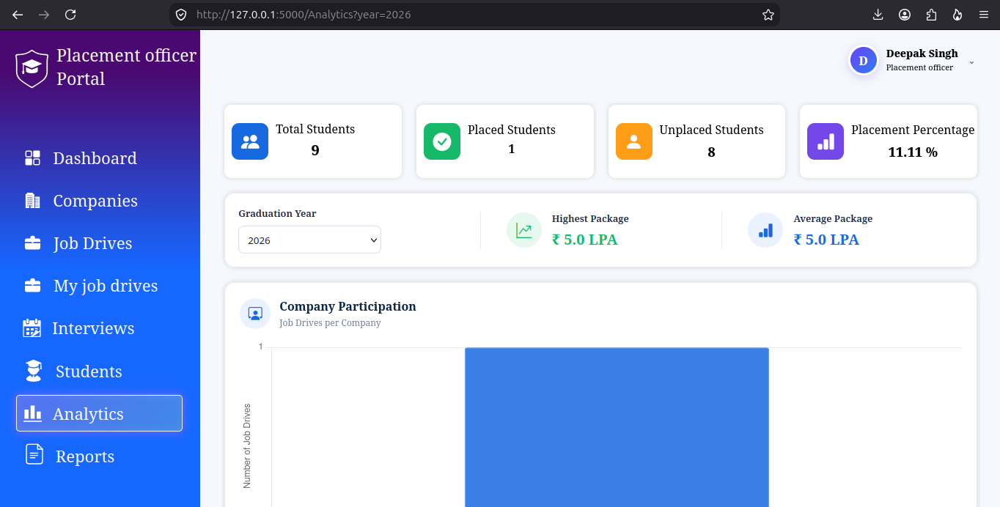 http://127.0.0.1:5000/Analytics?year=2026
Placement officer
Portal
Dashboard
Companies
Job Drives
My job drives
Interviews
Students
Analytics
Reports
D
Deepak Singh
Placement officer
Total Students
9
Placed Students
1
Unplaced Students
8
Placement Percentage
11.11 %
Graduation Year
2026
Highest Package
₹ 5.0 LPA
Average Package
₹ 5.0 LPA
Company Participation
Job Drives per Company
1
Number of Job Drives